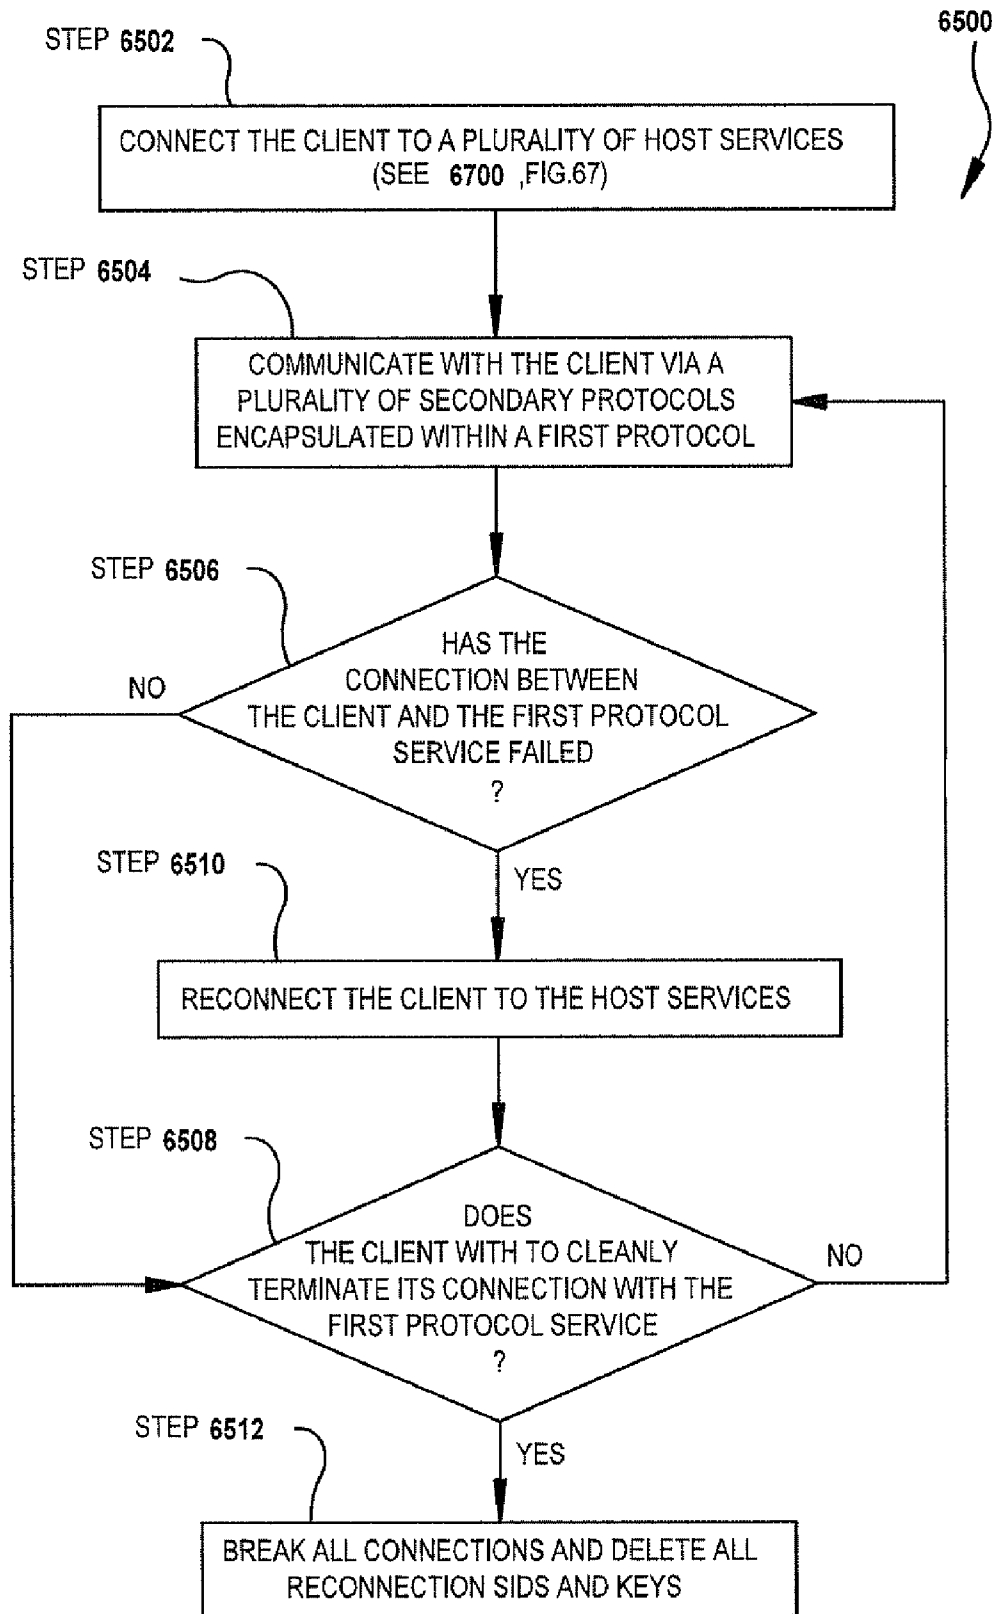 6500
STEP 6502
CONNECT THE CLIENT TO A PLURALITY OF HOST SERVICES
(SEE 6700 ,FIG.67)
STEP 6504
COMMUNICATE WITH THE CLIENT VIA A
PLURALITY OF SECONDARY PROTOCOLS
ENCAPSULATED WITHIN A FIRST PROTOCOL
STEP 6506
HAS THE
CONNECTION BETWEEN
THE CLIENT AND THE FIRST PROTOCOL
SERVICE FAILED
?
NO
YES
STEP 6510
RECONNECT THE CLIENT TO THE HOST SERVICES
STEP 6508
DOES
THE CLIENT WITH TO CLEANLY
TERMINATE ITS CONNECTION WITH THE
FIRST PROTOCOL SERVICE
?
NO
YES
STEP 6512
BREAK ALL CONNECTIONS AND DELETE ALL
RECONNECTION SIDS AND KEYS